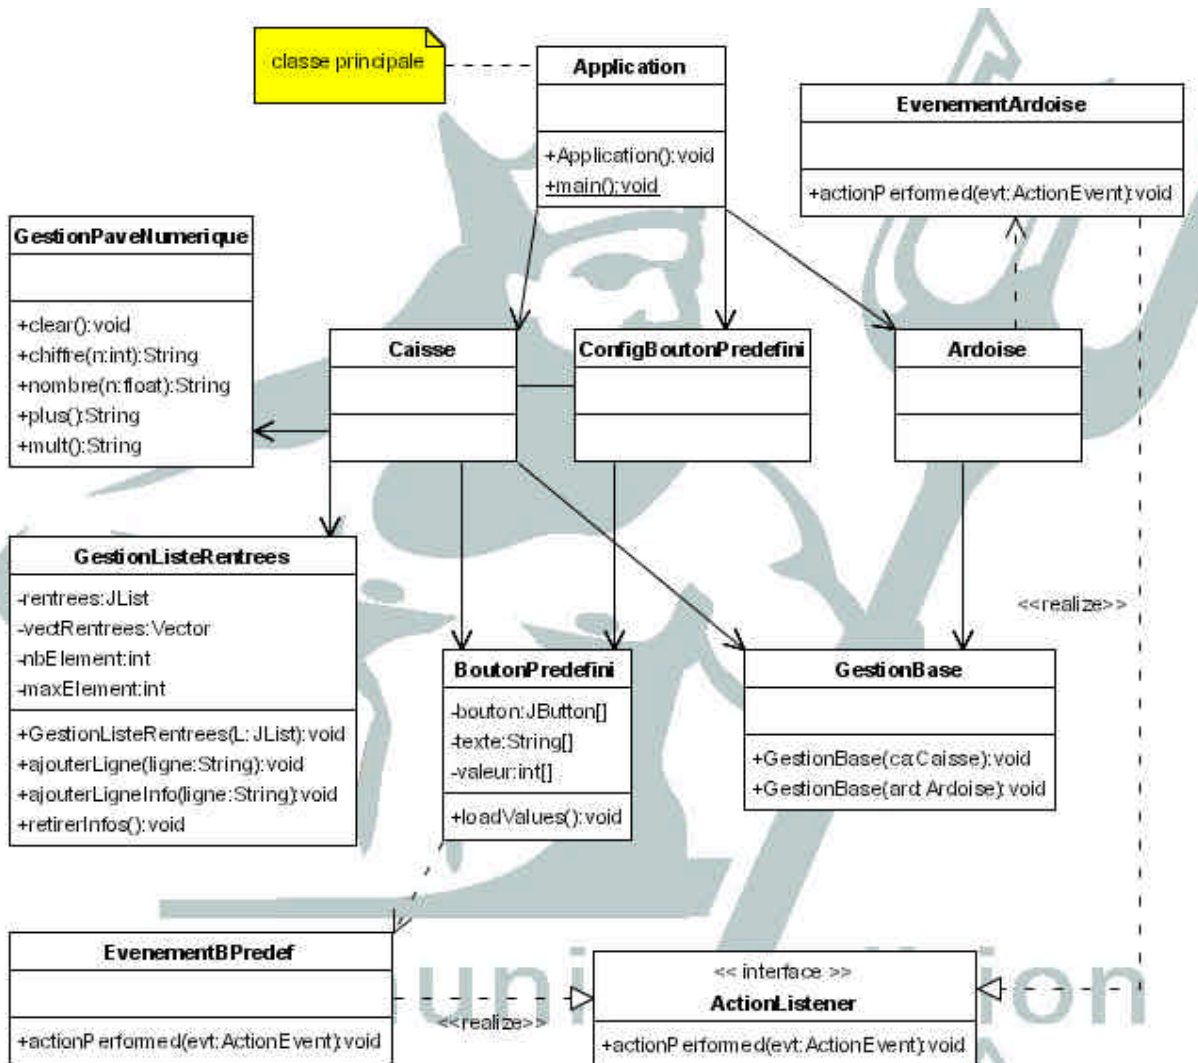 classe principale
Application
+Application():void
+main():void
EvenementArdoise
+actionPerformed(evt:ActionEvent):void
GestionPaveNumerique
+clear():void
+chiffre(n:int):String
+nombre(n:float):String
+plus():String
+mult():String
Caisse
ConfigBoutonPredefini
Ardoise
GestionListeRentrees
-rentrees:JList
-vectRentrees:Vector
-nbElement:int
-maxElement:int
+GestionListeRentrees(L:JList):void
+ajouterLigne(ligne:String):void
+ajouterLigneInfo(ligne:String):void
+retirerInfos():void
<<realize>>
BoutonPredefini
-bouton:JButton[]
-texte:String[]
-valeur:int[]
+loadValues():void
GestionBase
+GestionBase(ca:Caisse):void
+GestionBase(ard:Ardoise):void
EvenementBPredef
+actionPerformed(evt:ActionEvent):void
<<realize>>
<< interface >>
ActionListener
+actionPerformed(evt:ActionEvent):void